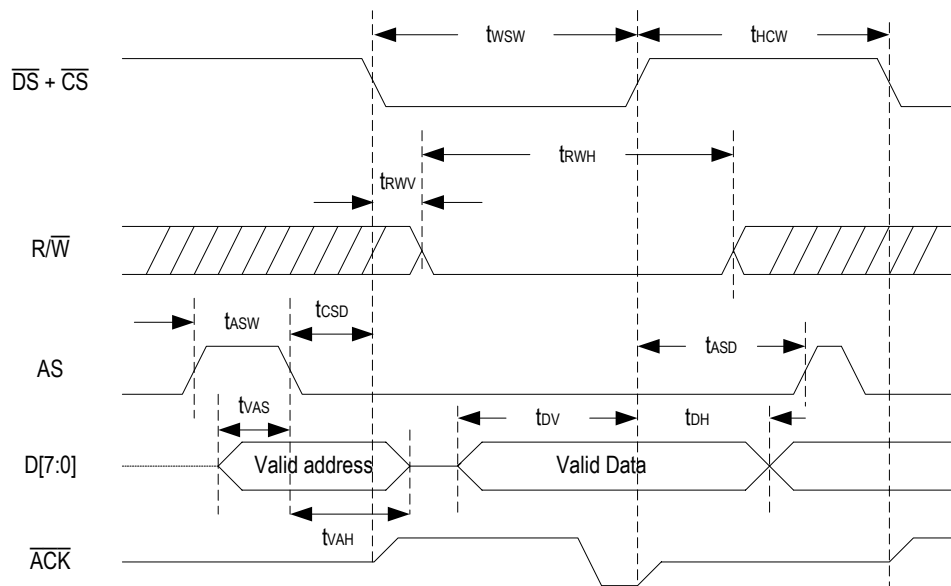 tWSW
tHCW
DS + CS
tRWH
tRWV
R/W
tASW
tCSD
AS
tASD
tVAS
tDV
tDH
D[7:0]
Valid address
Valid Data
tVAH
ACK